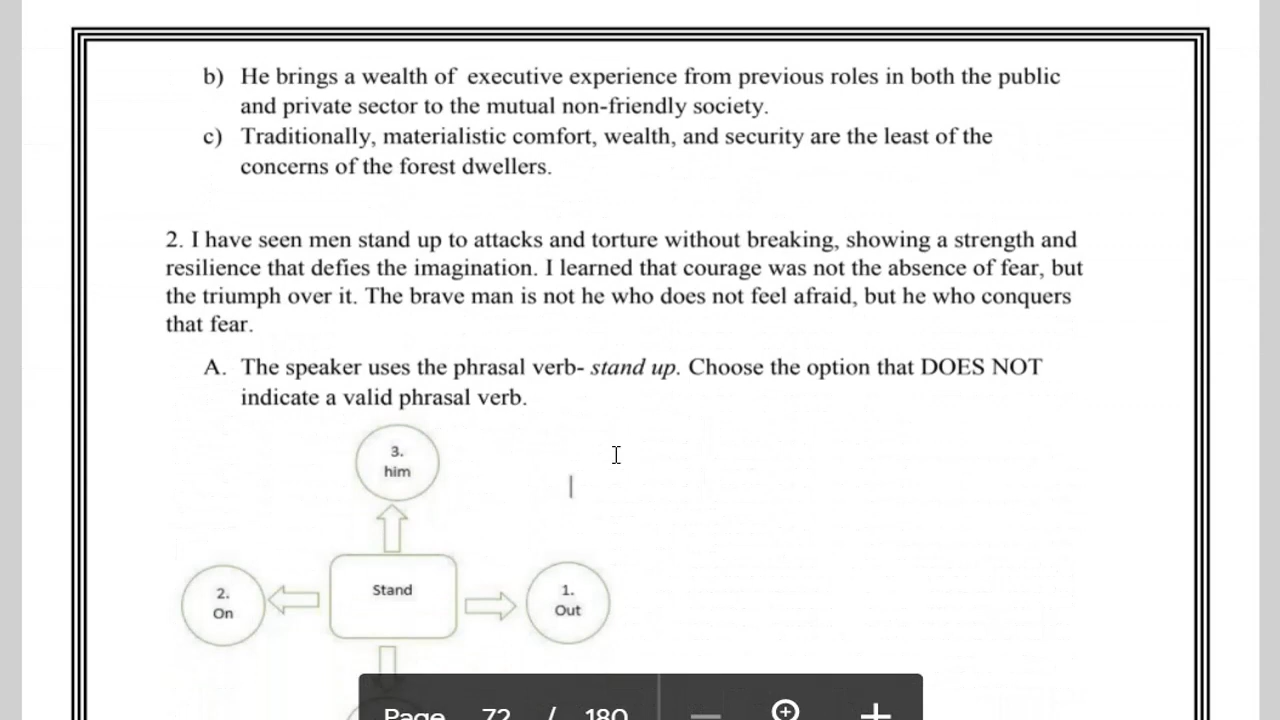 b) He brings a wealth of executive experience from previous roles in both the public
and private sector to the mutual non-friendly society.
c) Traditionally, materialistic comfort, wealth, and security are the least of the
concerns of the forest dwellers.
2. I have seen men stand up to attacks and torture without breaking, showing a strength and
resilience that defies the imagination. I learned that courage was not the absence of fear, but
the triumph over it. The brave man is not he who does not feel afraid, but he who conquers
that fear.
A. The speaker uses the phrasal verb- stand up. Choose the option that DOES NOT
indicate a valid phrasal verb.
3.
him
Stand
2.
On
1.
Out
Page 72 / 180